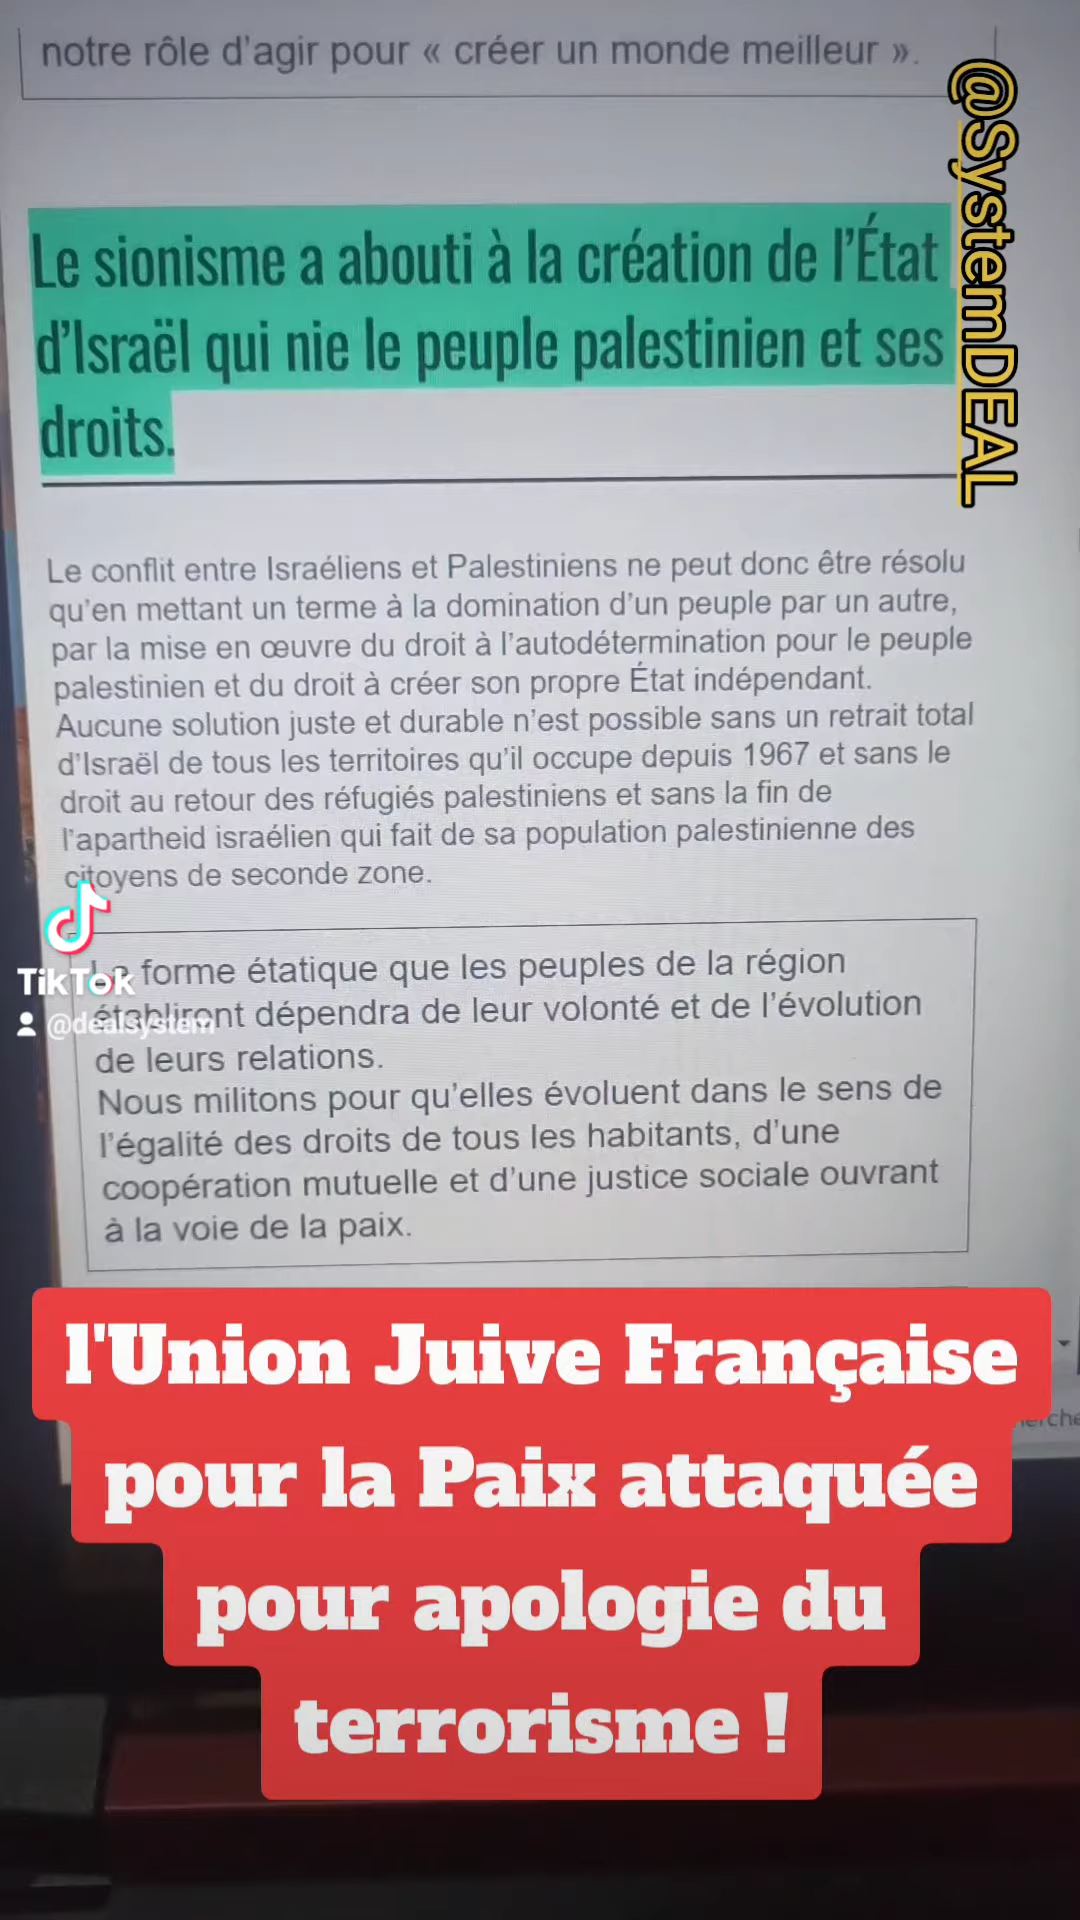 notre rôle d'agir pour « créer un monde meilleur ».
@SystemDEAL
Le sionisme a abouti à la création de l'État
d'Israël qui nie le peuple palestinien et ses
droits.
Le conflit entre Israéliens et Palestiniens ne peut donc être résolu
qu'en mettant un terme à la domination d'un peuple par un autre,
par la mise en œuvre du droit à l'autodétermination pour le peuple
palestinien et du droit à créer son propre État indépendant.
Aucune solution juste et durable n'est possible sans un retrait total
d'Israël de tous les territoires qu'il occupe depuis 1967 et sans le
droit au retour des réfugiés palestiniens et sans la fin de
l'apartheid israélien qui fait de sa population palestinienne des
citoyens de seconde zone.
TikTok
@dealsystem
La forme étatique que les peuples de la région
établiront dépendra de leur volonté et de l'évolution
de leurs relations.
Nous militons pour qu'elles évoluent dans le sens de
l'égalité des droits de tous les habitants, d'une
coopération mutuelle et d'une justice sociale ouvrant
à la voie de la paix.
l'Union Juive Française
pour la Paix attaquée
pour apologie du
terrorisme !